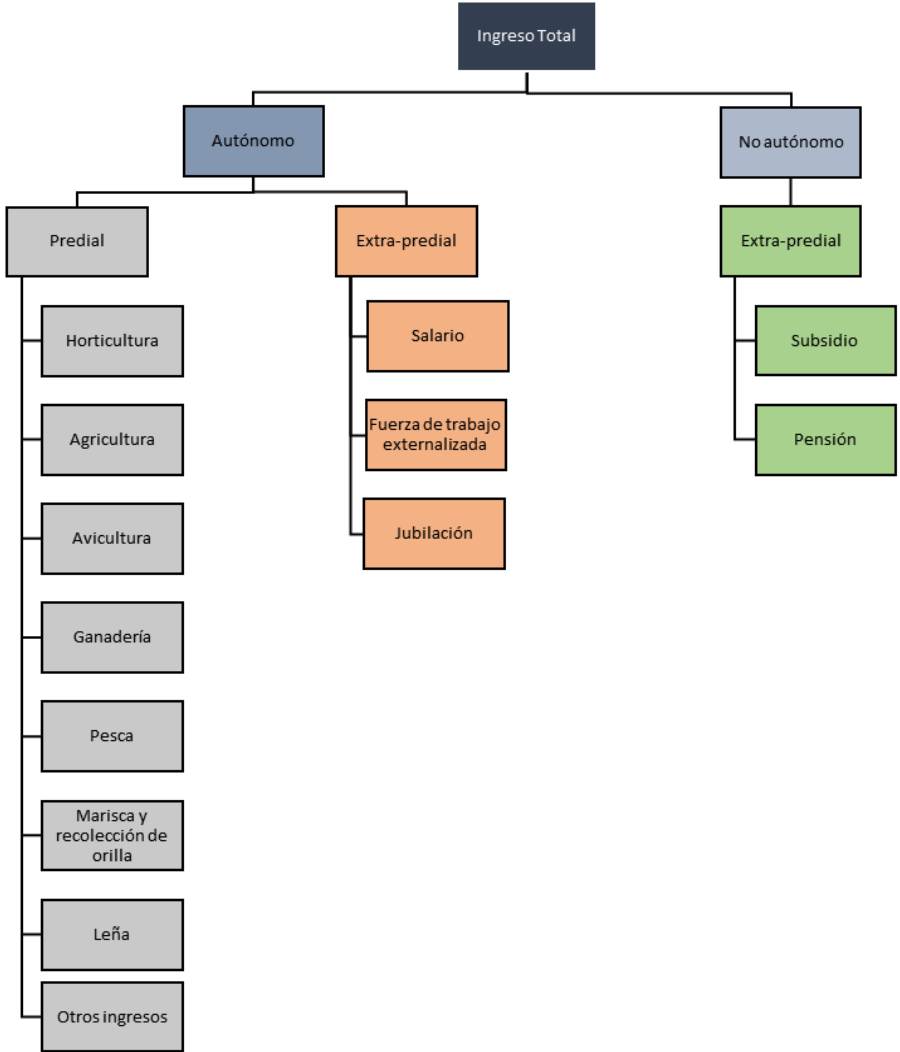 Ingreso Total
Autónomo
No autónomo
Predial
Extra-predial
Extra-predial
Horticultura
Agricultura
Avicultura
Ganadería
Pesca
Marisca y
recolección de
orilla
Leña
Otros ingresos
Salario
Fuerza de trabajo
externalizada
Jubilación
Subsidio
Pensión